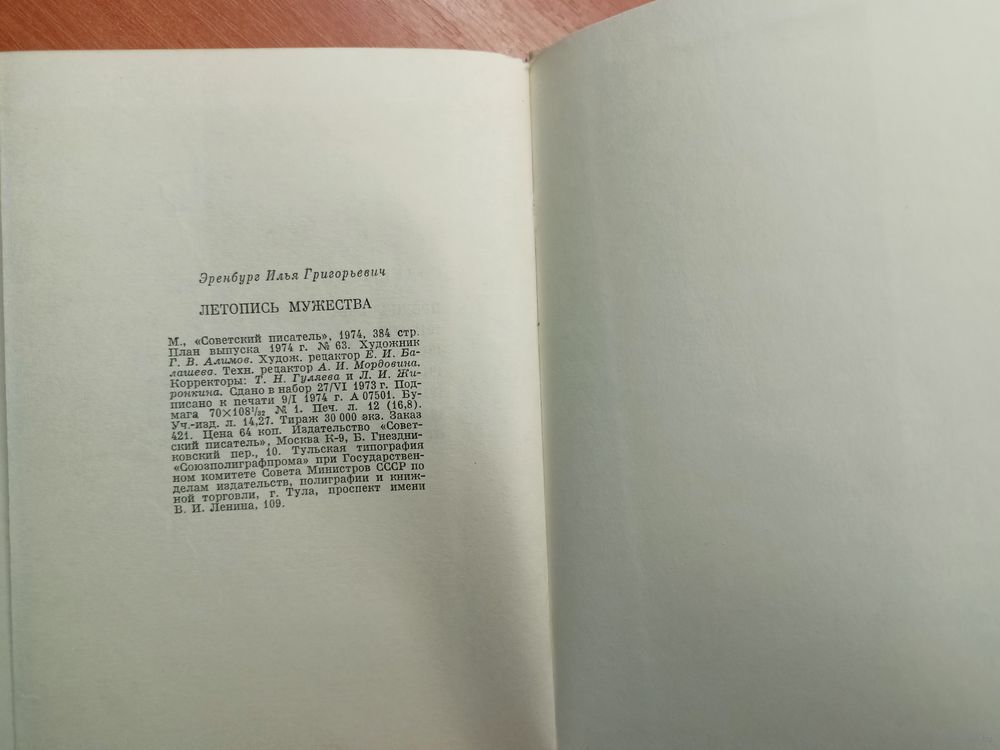 Эренбург Илья Григорьевич
ЛЕТОПИСЬ МУЖЕСТВА
М., «Советский писатель», 1974, 384 стр.
План выпуска 1974 г. № 63. Художник
Г. В. Алимов. Худож. редактор Е. И. Ба-
лашева. Техн. редактор А. И. Мордовина.
Корректоры: Т. Н. Гуляева и Л. И. Жи-
ронкина. Сдано в набор 27/VI 1973 г. Под-
писано к печати 9/I 1974 г. А 07501. Бу-
мага 70×108¹/₃₂ № 1. Печ. л. 12 (16,8).
Уч.-изд. л. 14,27. Тираж 30 000 экз. Заказ
421. Цена 64 коп. Издательство «Совет-
ский писатель», Москва К-9, Б. Гнездни-
ковский пер., 10. Тульская типография
«Союзполиграфпрома» при Государствен-
ном комитете Совета Министров СССР по
делам издательств, полиграфии и книж-
ной торговли, г. Тула, проспект имени
В. И. Ленина, 109.